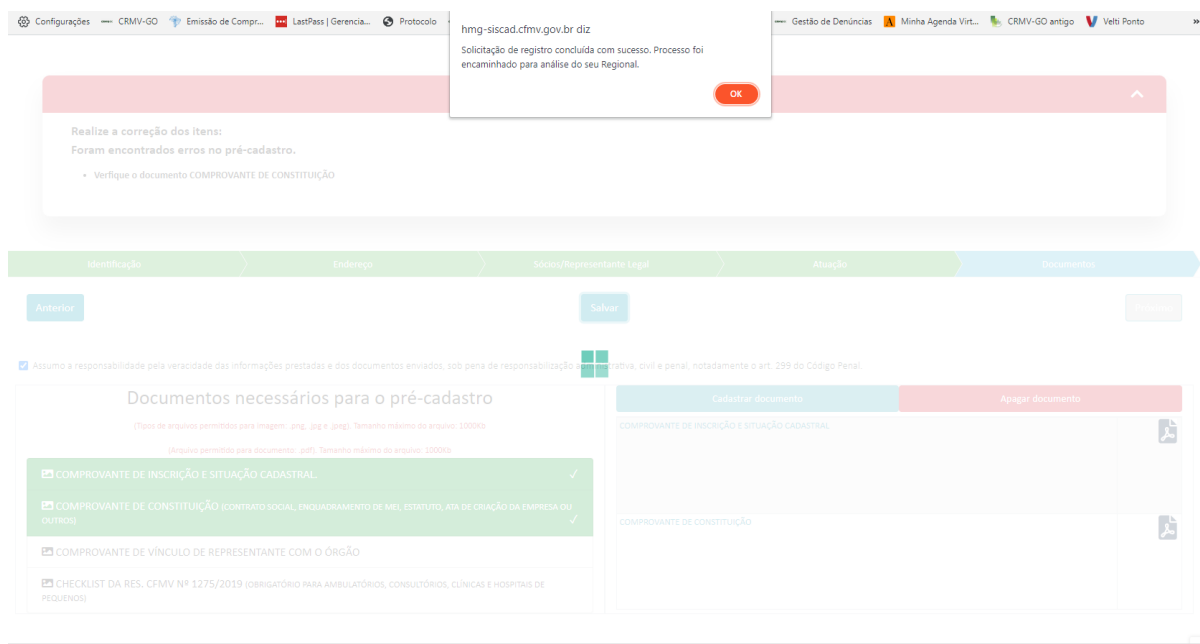 Configurações
CRMV-GO
Emissão de Compr...
LastPass | Gerencia...
Protocolo
Gestão de Denúncias
Minha Agenda Virt...
CRMV-GO antigo
Velti Ponto
»
hmg-siscad.cfmv.gov.br diz
Solicitação de registro concluída com sucesso. Processo foi
encaminhado para análise do seu Regional.
OK
Realize a correção dos itens:
Foram encontrados erros no pré-cadastro.
• Verfique o documento COMPROVANTE DE CONSTITUIÇÃO
Identificação
Endereço
Sócios/Representante Legal
Atuação
Documentos
Anterior
Salvar
Assumo a responsabilidade pela veracidade das informações prestadas e dos documentos enviados, sob pena de responsabilização administrativa, civil e penal, notadamente o art. 299 do Código Penal.
Documentos necessários para o pré-cadastro
(Tipos de arquivos permitidos para imagem: .png, .jpg e .jpeg). Tamanho máximo do arquivo: 1000Kb
(Arquivo permitido para documento: .pdf). Tamanho máximo do arquivo: 1000Kb
COMPROVANTE DE INSCRIÇÃO E SITUAÇÃO CADASTRAL.
COMPROVANTE DE CONSTITUIÇÃO (CONTRATO SOCIAL, ENQUADRAMENTO DE MEI, ESTATUTO, ATA DE CRIAÇÃO DA EMPRESA OU
OUTROS)
COMPROVANTE DE VÍNCULO DE REPRESENTANTE COM O ÓRGÃO
CHECKLIST DA RES. CFMV Nº 1275/2019 (OBRIGATÓRIO PARA AMBULATÓRIOS, CONSULTÓRIOS, CLÍNICAS E HOSPITAIS DE
PEQUENOS)
Cadastrar documento
Apagar documento
COMPROVANTE DE INSCRIÇÃO E SITUAÇÃO CADASTRAL
COMPROVANTE DE CONSTITUIÇÃO